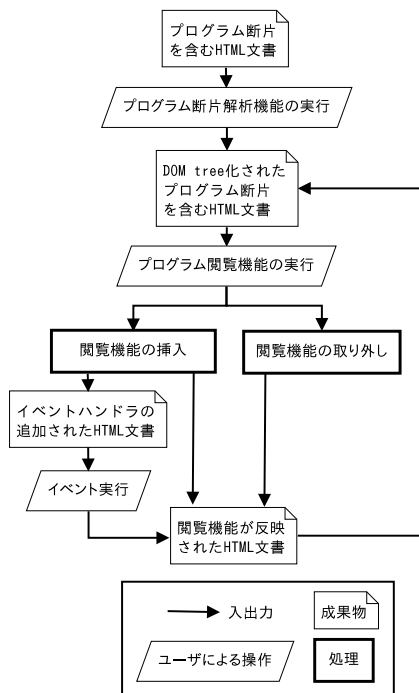 プログラム断片
を含むHTML文書
プログラム断片解析機能の実行
DOM tree化された
プログラム断片
を含むHTML文書
プログラム閲覧機能の実行
閲覧機能の挿入
閲覧機能の取り外し
イベントハンドラの
追加されたHTML文書
イベント実行
閲覧機能が反映
されたHTML文書
入出力
成果物
ユーザによる操作
処理